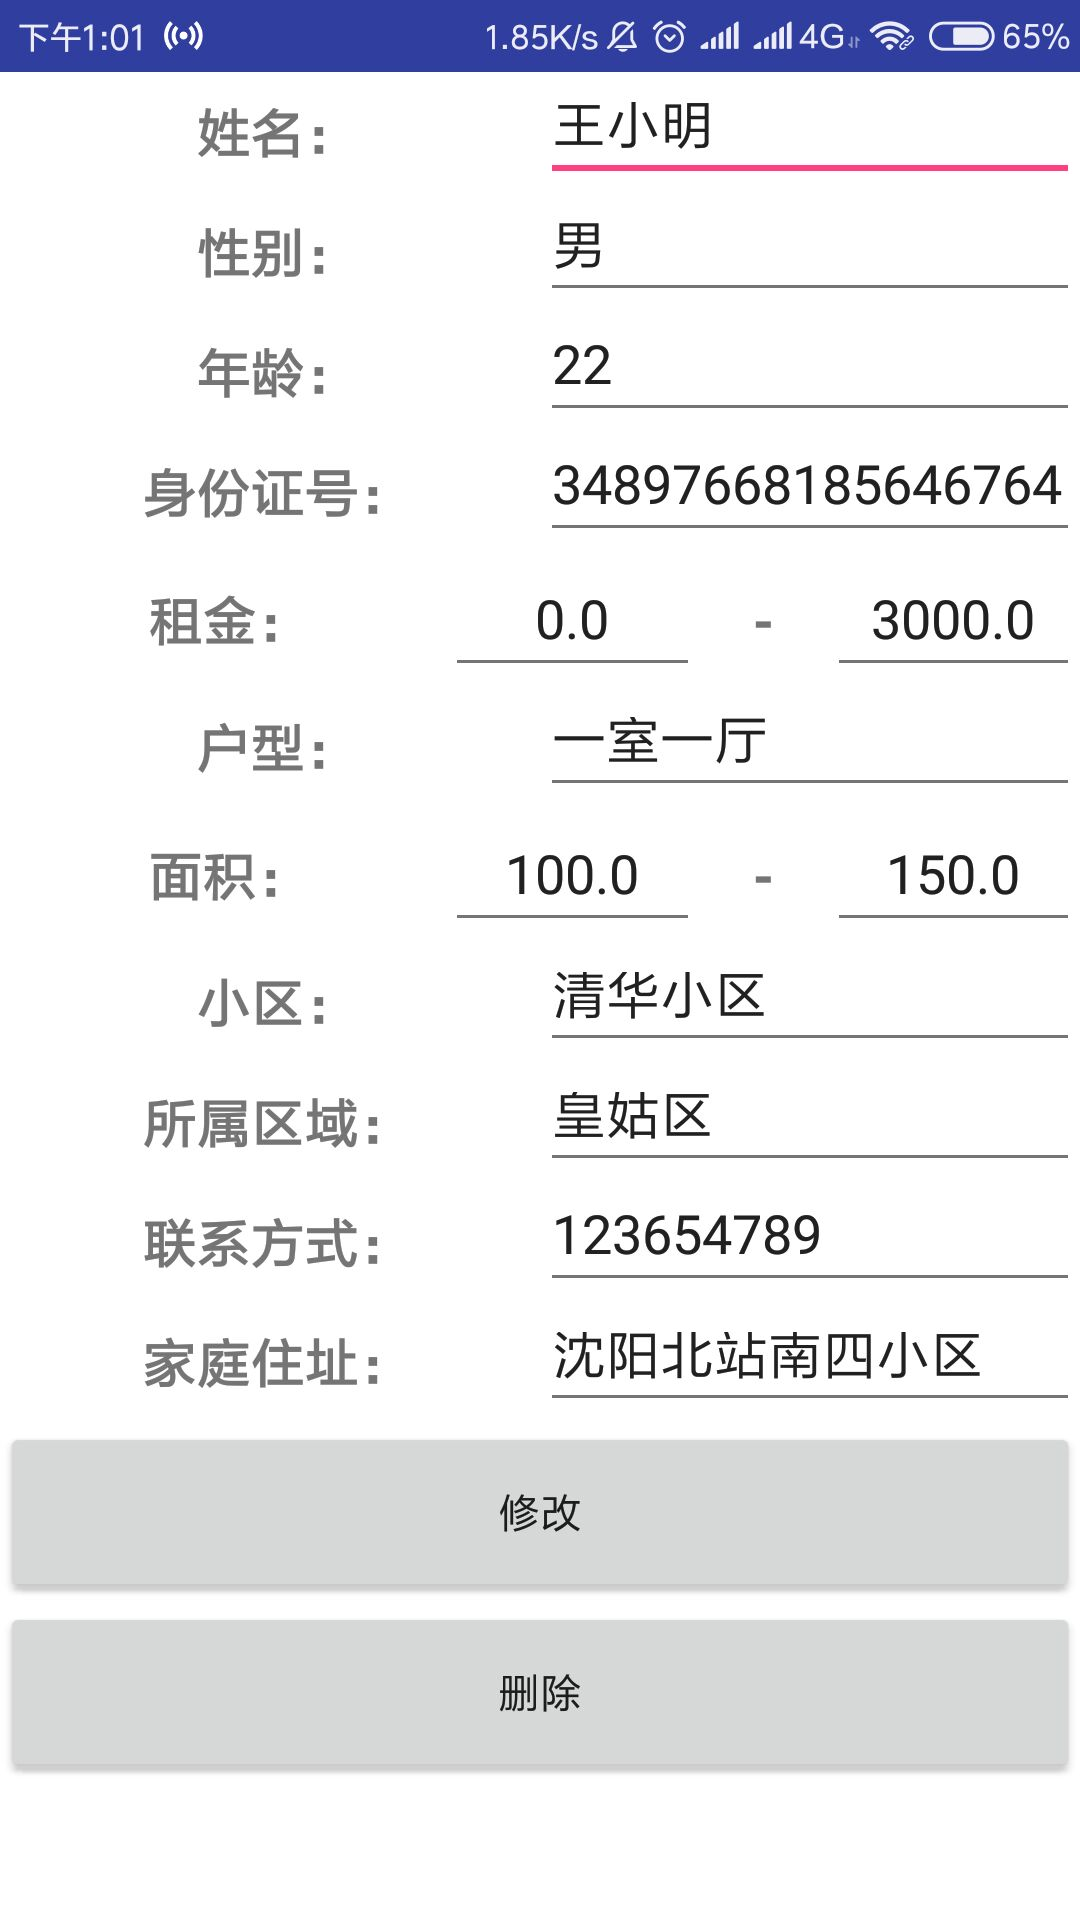 下午1:01 1.85K/s 4G 65%
姓名: 王小明
性别: 男
年龄: 22
身份证号: 34897668185646764
租金: 0.0 - 3000.0
户型: 一室一厅
面积: 100.0 - 150.0
小区: 清华小区
所属区域: 皇姑区
联系方式: 123654789
家庭住址: 沈阳北站南四小区
修改
删除